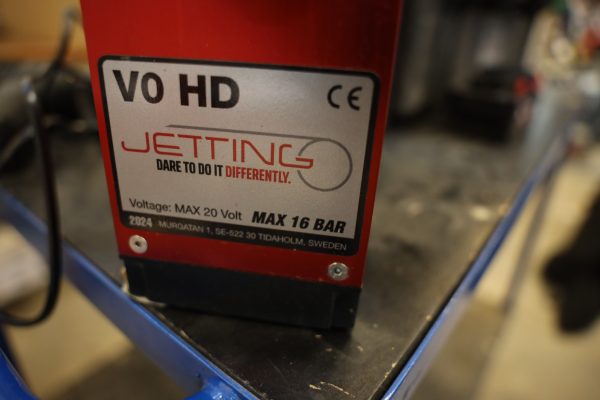 V0 HD CE
JETTING
DARE TO DO IT DIFFERENTLY.
Voltage: MAX 20 Volt MAX 16 BAR
2024 MURGATAN 1, SE-522 30 TIDAHOLM, SWEDEN